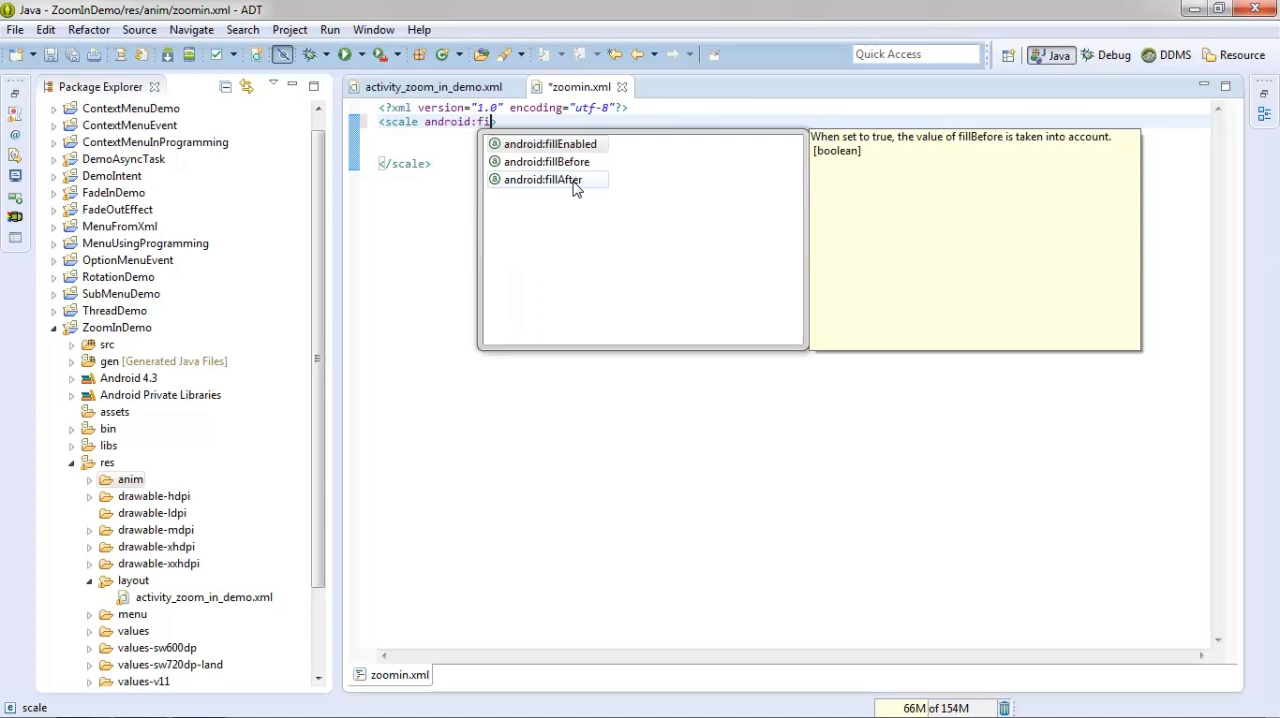 Java - ZoomInDemo/res/anim/zoomin.xml - ADT
File Edit Refactor Source Navigate Search Project Run Window Help
Quick Access Java Debug DDMS Resource
Package Explorer
ContextMenuDemo
ContextMenuEvent
ContextMenuInProgramming
DemoAsyncTask
DemoIntent
FadeInDemo
FadeOutEffect
MenuFromXml
MenuUsingProgramming
OptionMenuEvent
RotationDemo
SubMenuDemo
ThreadDemo
ZoomInDemo
src
gen [Generated Java Files]
Android 4.3
Android Private Libraries
assets
bin
libs
res
anim
drawable-hdpi
drawable-ldpi
drawable-mdpi
drawable-xhdpi
drawable-xxhdpi
layout
activity_zoom_in_demo.xml
menu
values
values-sw600dp
values-sw720dp-land
values-v11
activity_zoom_in_demo.xml *zoomin.xml
<?xml version="1.0" encoding="utf-8"?>
<scale android:fi>
</scale>
android:fillEnabled
android:fillBefore
android:fillAfter
When set to true, the value of fillBefore is taken into account.
[boolean]
zoomin.xml
scale
66M of 154M